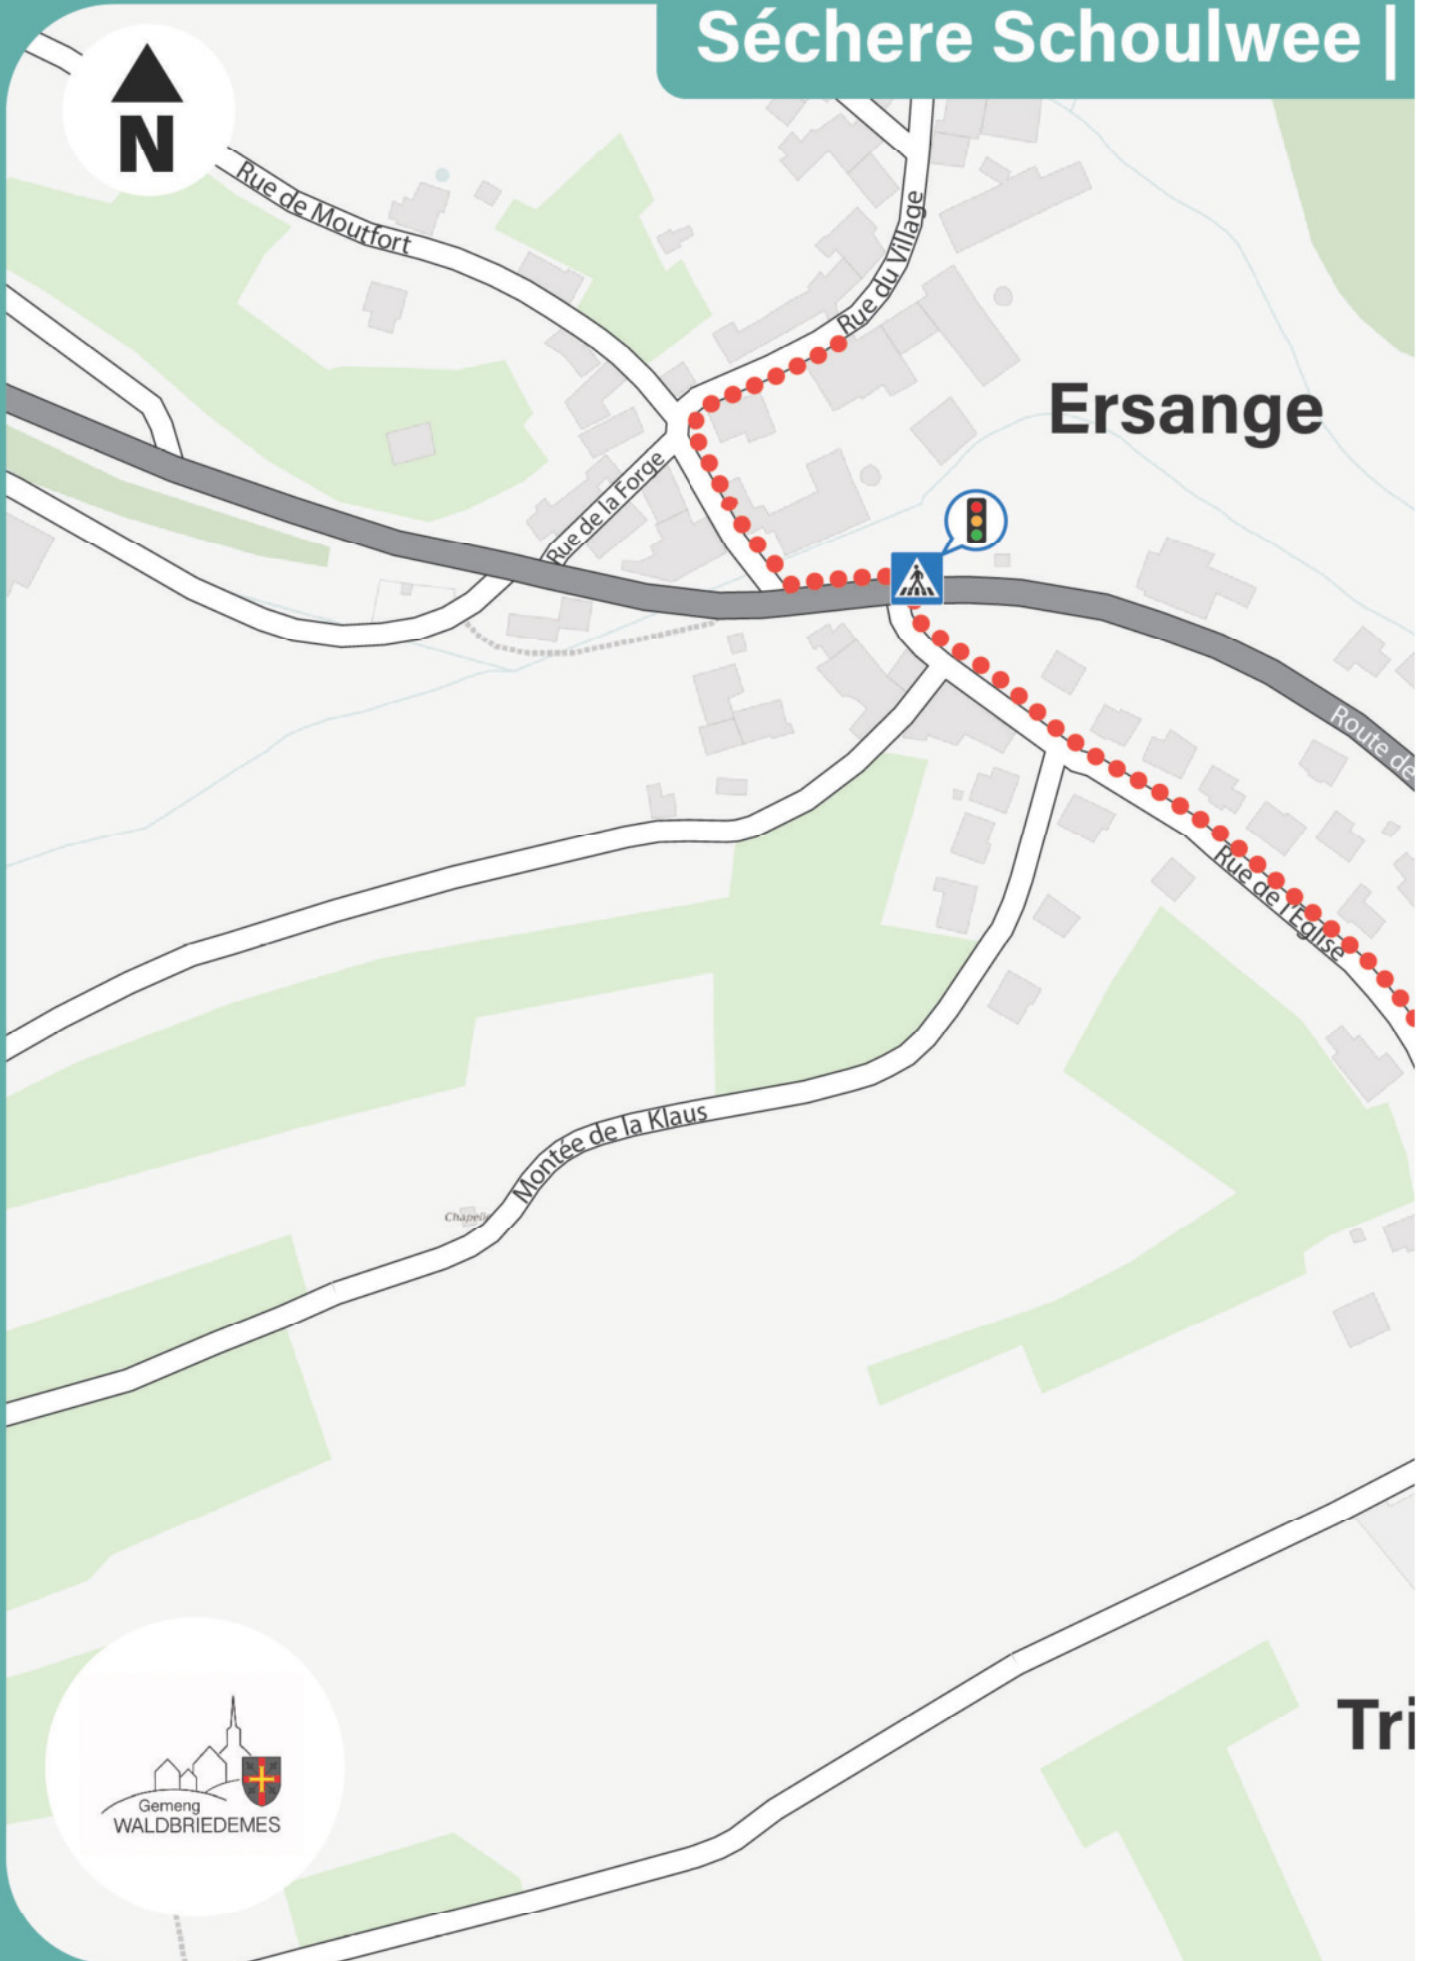 Séchere Schoulwee |
N
Rue de Moutfort
Rue du Village
Ersange
Rue de la Forge
Route de
Rue de l'Église
Montée de la Klaus
Chapelle
Tri
Gemeng
WALDBRIEDEMES